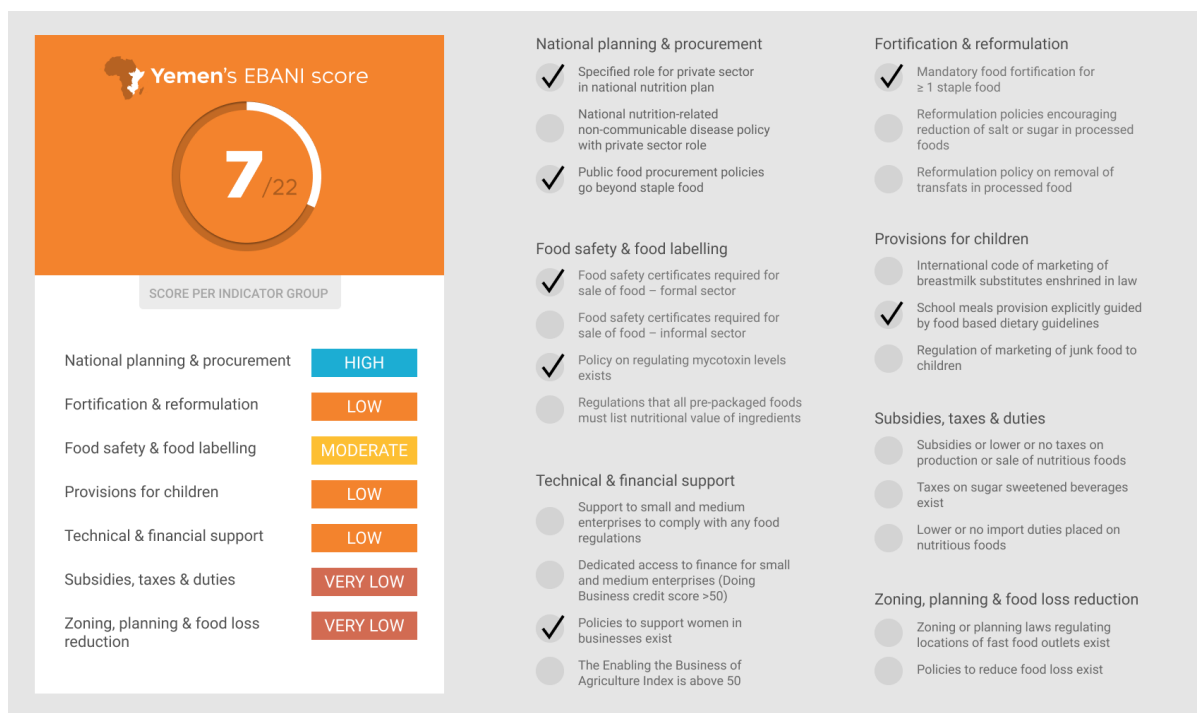 Yemen's EBANI score
7/22
SCORE PER INDICATOR GROUP
National planning & procurement HIGH
Fortification & reformulation LOW
Food safety & food labelling MODERATE
Provisions for children LOW
Technical & financial support LOW
Subsidies, taxes & duties VERY LOW
Zoning, planning & food loss VERY LOW
reduction
National planning & procurement
Specified role for private sector
in national nutrition plan
National nutrition-related
non-communicable disease policy
with private sector role
Public food procurement policies
go beyond staple food
Food safety & food labelling
Food safety certificates required for
sale of food – formal sector
Food safety certificates required for
sale of food – informal sector
Policy on regulating mycotoxin levels
exists
Regulations that all pre-packaged foods
must list nutritional value of ingredients
Technical & financial support
Support to small and medium
enterprises to comply with any food
regulations
Dedicated access to finance for small
and medium enterprises (Doing
Business credit score >50)
Policies to support women in
businesses exist
The Enabling the Business of
Agriculture Index is above 50
Fortification & reformulation
Mandatory food fortification for
≥ 1 staple food
Reformulation policies encouraging
reduction of salt or sugar in processed
foods
Reformulation policy on removal of
transfats in processed food
Provisions for children
International code of marketing of
breastmilk substitutes enshrined in law
School meals provision explicitly guided
by food based dietary guidelines
Regulation of marketing of junk food to
children
Subsidies, taxes & duties
Subsidies or lower or no taxes on
production or sale of nutritious foods
Taxes on sugar sweetened beverages
exist
Lower or no import duties placed on
nutritious foods
Zoning, planning & food loss reduction
Zoning or planning laws regulating
locations of fast food outlets exist
Policies to reduce food loss exist